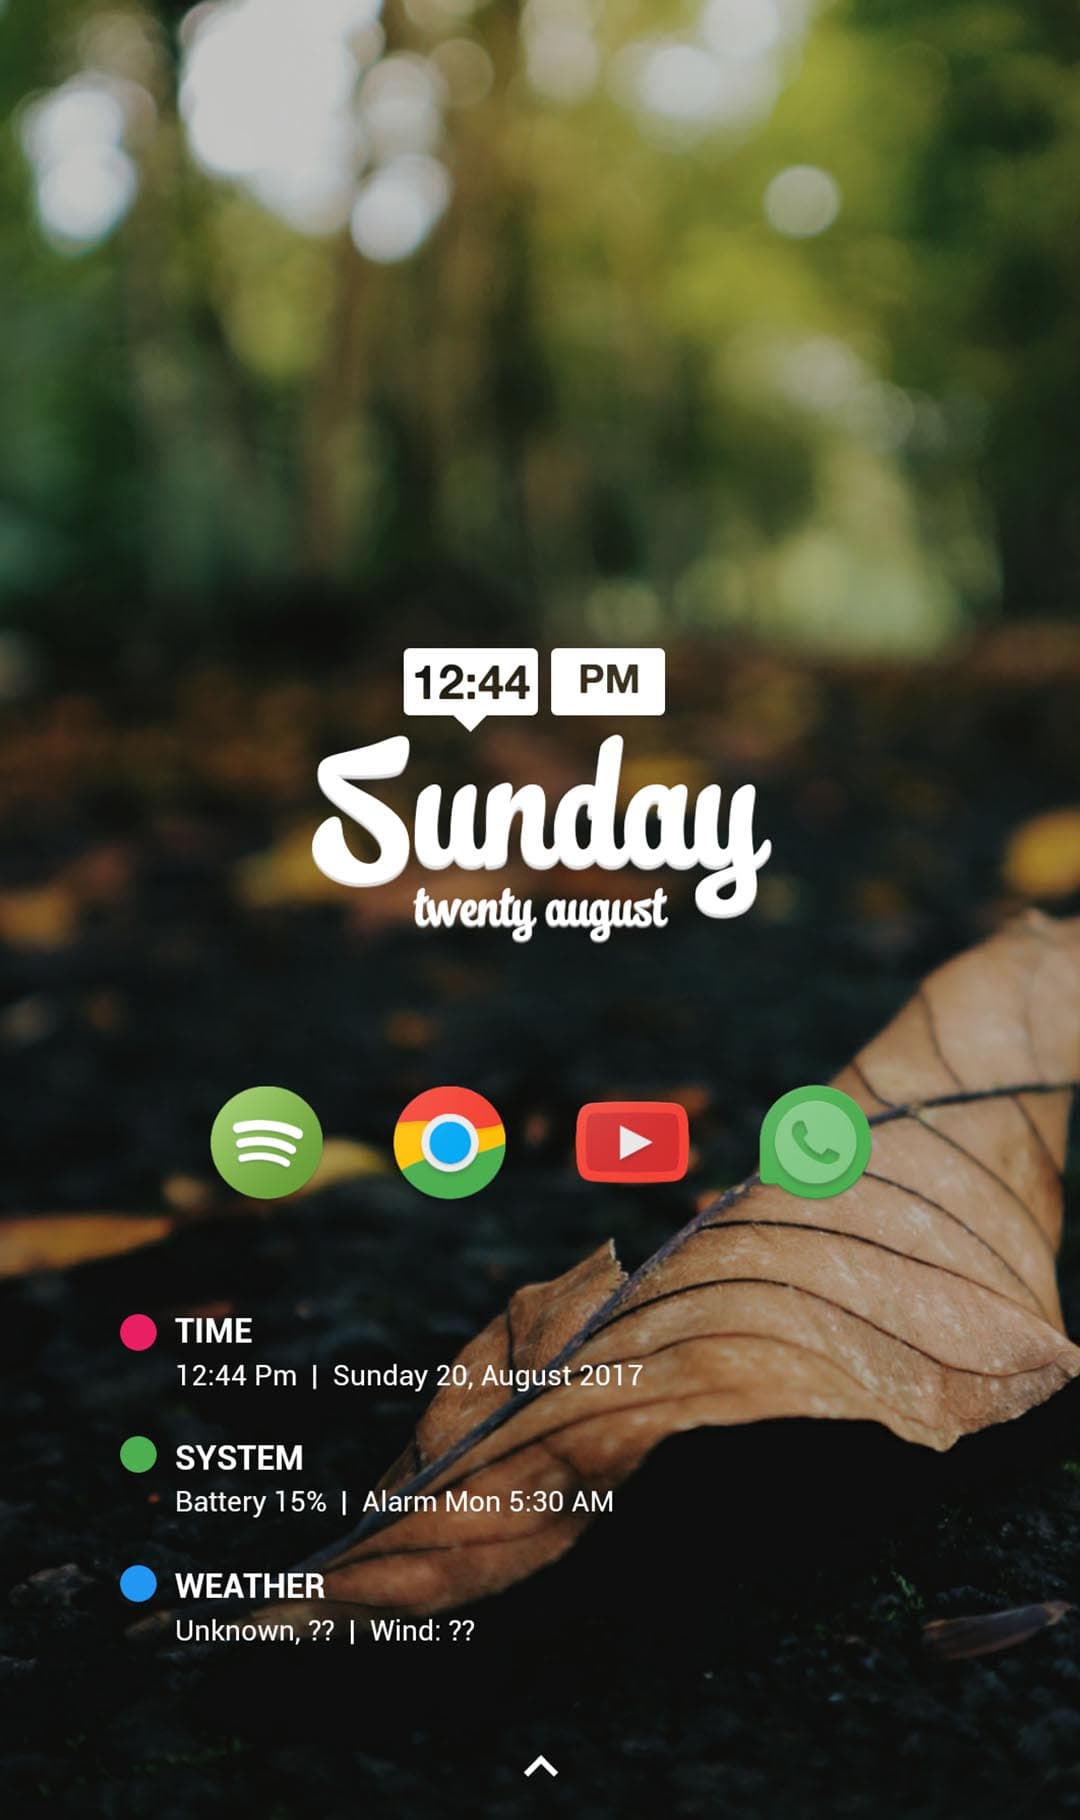 12:44 PM
Sunday
twenty august
TIME
12:44 Pm | Sunday 20, August 2017
SYSTEM
Battery 15% | Alarm Mon 5:30 AM
WEATHER
Unknown, ?? | Wind: ??